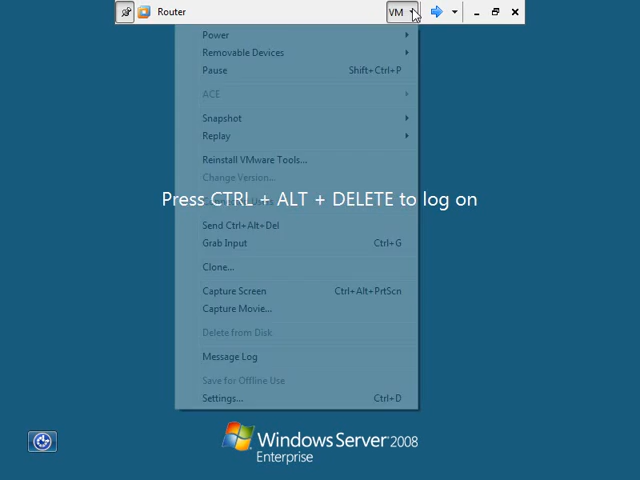 Router VM
Power
Removable Devices
Pause Shift+Ctrl+P
ACE
Snapshot
Replay
Reinstall VMware Tools...
Change Version...
Press CTRL + ALT + DELETE to log on
Send Ctrl+Alt+Del
Grab Input Ctrl+G
Clone...
Capture Screen Ctrl+Alt+PrtScn
Capture Movie...
Delete from Disk
Message Log
Save for Offline Use
Settings... Ctrl+D
Windows Server 2008
Enterprise